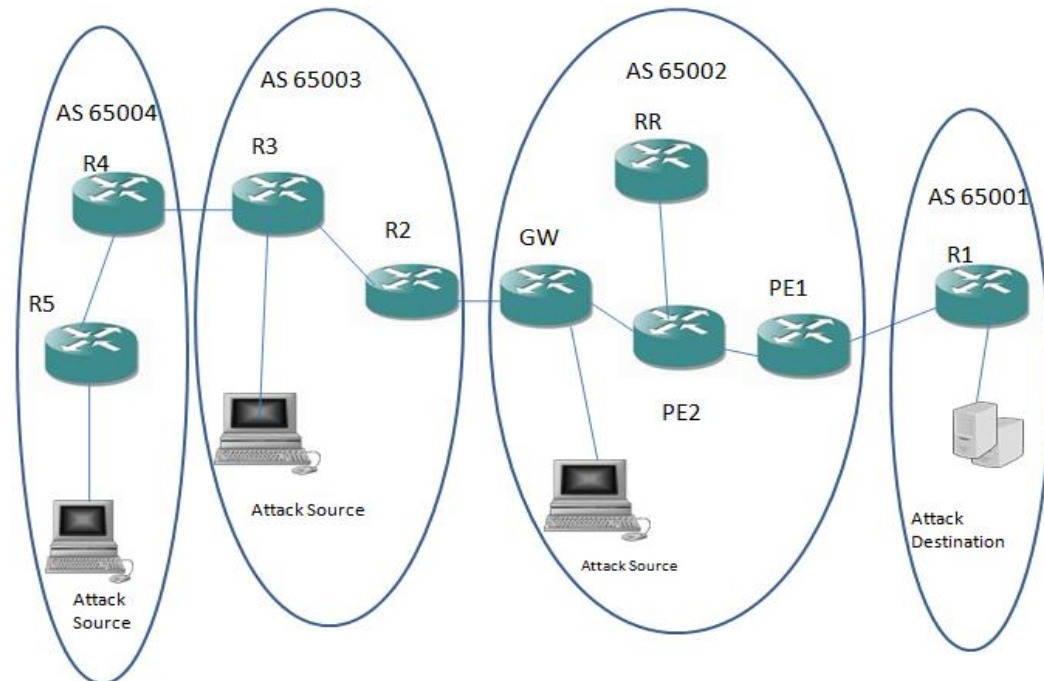 AS 65004
R4
R5
Attack
Source
AS 65003
R3
R2
Attack Source
AS 65002
RR
GW
PE1
PE2
Attack Source
AS 65001
R1
Attack
Destination